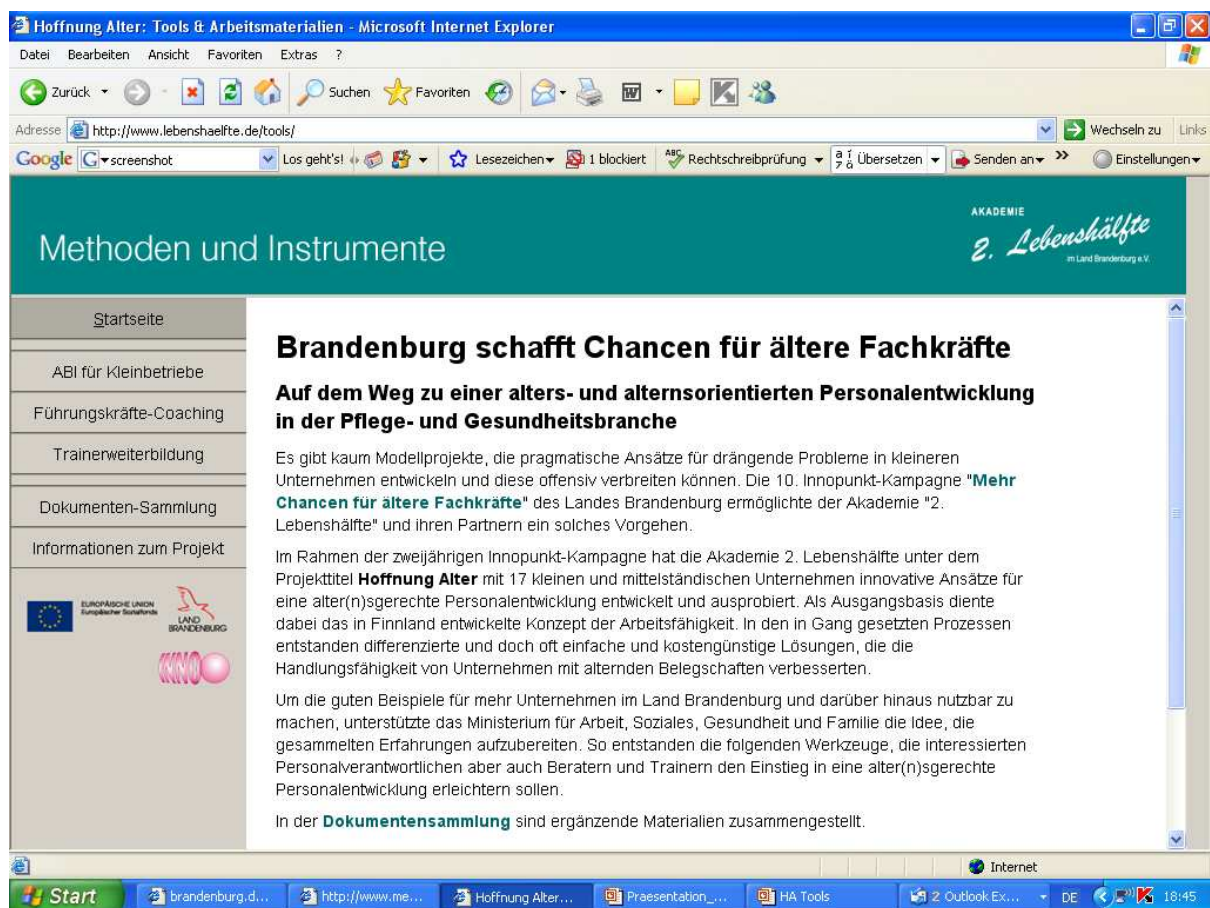 Hoffnung Alter: Tools & Arbeitsmaterialien - Microsoft Internet Explorer
Datei Bearbeiten Ansicht Favoriten Extras ?
Zurück Suchen Favoriten
Adresse http://www.lebenshaelfte.de/tools/ Wechseln zu Links
Google G screenshot Los geht's! Lesezeichen 1 blockiert ABC Rechtschreibprüfung Übersetzen Senden an » Einstellungen
AKADEMIE
Methoden und Instrumente 2. Lebenshälfte
im Land Brandenburg e.V.
Startseite
ABI für Kleinbetriebe
Führungskräfte-Coaching
Trainerweiterbildung
Dokumenten-Sammlung
Informationen zum Projekt
EUROPÄISCHE UNION
Europäischer Sozialfonds
LAND
BRANDENBURG
INNO
Brandenburg schafft Chancen für ältere Fachkräfte
Auf dem Weg zu einer alters- und alternsorientierten Personalentwicklung
in der Pflege- und Gesundheitsbranche
Es gibt kaum Modellprojekte, die pragmatische Ansätze für drängende Probleme in kleineren
Unternehmen entwickeln und diese offensiv verbreiten können. Die 10. Innopunkt-Kampagne "Mehr
Chancen für ältere Fachkräfte" des Landes Brandenburg ermöglichte der Akademie "2.
Lebenshälfte" und ihren Partnern ein solches Vorgehen.
Im Rahmen der zweijährigen Innopunkt-Kampagne hat die Akademie 2. Lebenshälfte unter dem
Projekttitel Hoffnung Alter mit 17 kleinen und mittelständischen Unternehmen innovative Ansätze für
eine alter(n)sgerechte Personalentwicklung entwickelt und ausprobiert. Als Ausgangsbasis diente
dabei das in Finnland entwickelte Konzept der Arbeitsfähigkeit. In den in Gang gesetzten Prozessen
entstanden differenzierte und doch oft einfache und kostengünstige Lösungen, die die
Handlungsfähigkeit von Unternehmen mit alternden Belegschaften verbesserten.
Um die guten Beispiele für mehr Unternehmen im Land Brandenburg und darüber hinaus nutzbar zu
machen, unterstützte das Ministerium für Arbeit, Soziales, Gesundheit und Familie die Idee, die
gesammelten Erfahrungen aufzubereiten. So entstanden die folgenden Werkzeuge, die interessierten
Personalverantwortlichen aber auch Beratern und Trainern den Einstieg in eine alter(n)sgerechte
Personalentwicklung erleichtern sollen.
In der Dokumentensammlung sind ergänzende Materialien zusammengestellt.
Internet
Start brandenburg.d... http://www.me... Hoffnung Alter... Praesentation_... HA Tools 2 Outlook Ex... DE 18:45